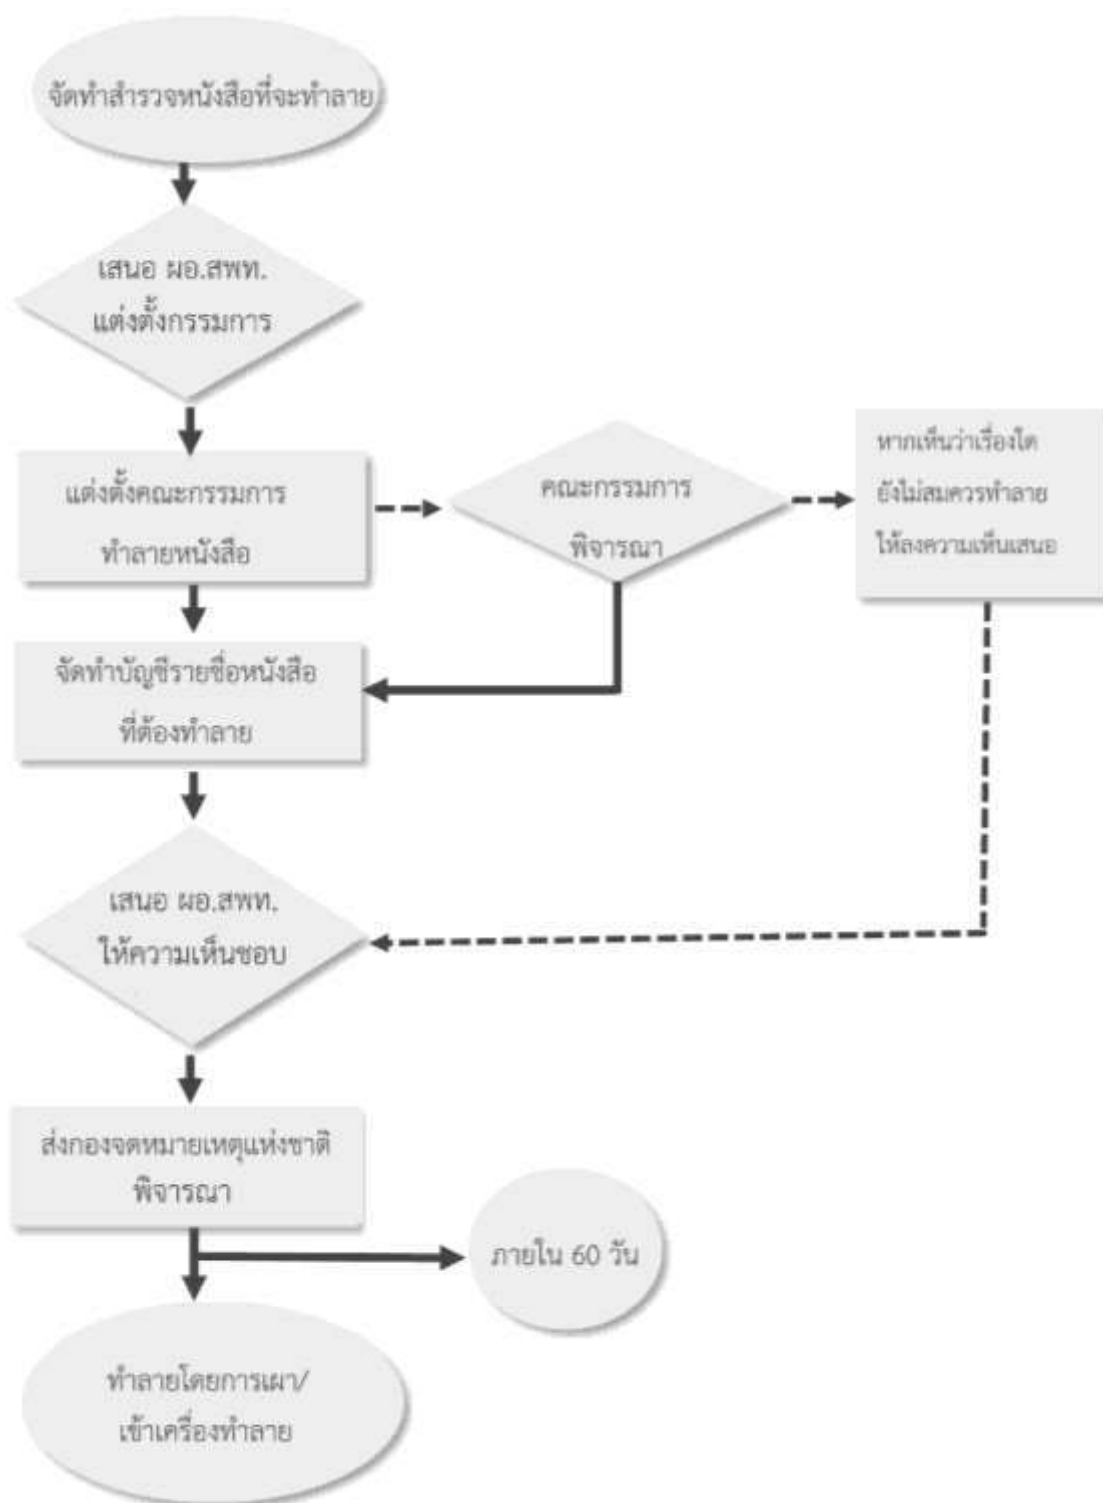 จัดทำสำรวจหนังสือที่จะทำลาย
เสนอ ผอ.สพท.
แต่งตั้งกรรมการ
แต่งตั้งคณะกรรมการ
ทำลายหนังสือ
คณะกรรมการ
พิจารณา
หากเห็นว่าเรื่องใด
ยังไม่สมควรทำลาย
ให้ลงความเห็นเสนอ
จัดทำบัญชีรายชื่อหนังสือ
ที่ต้องทำลาย
เสนอ ผอ.สพท.
ให้ความเห็นชอบ
ส่งกองจดหมายเหตุแห่งชาติ
พิจารณา
ภายใน 60 วัน
ทำลายโดยการเผา/
เข้าเครื่องทำลาย